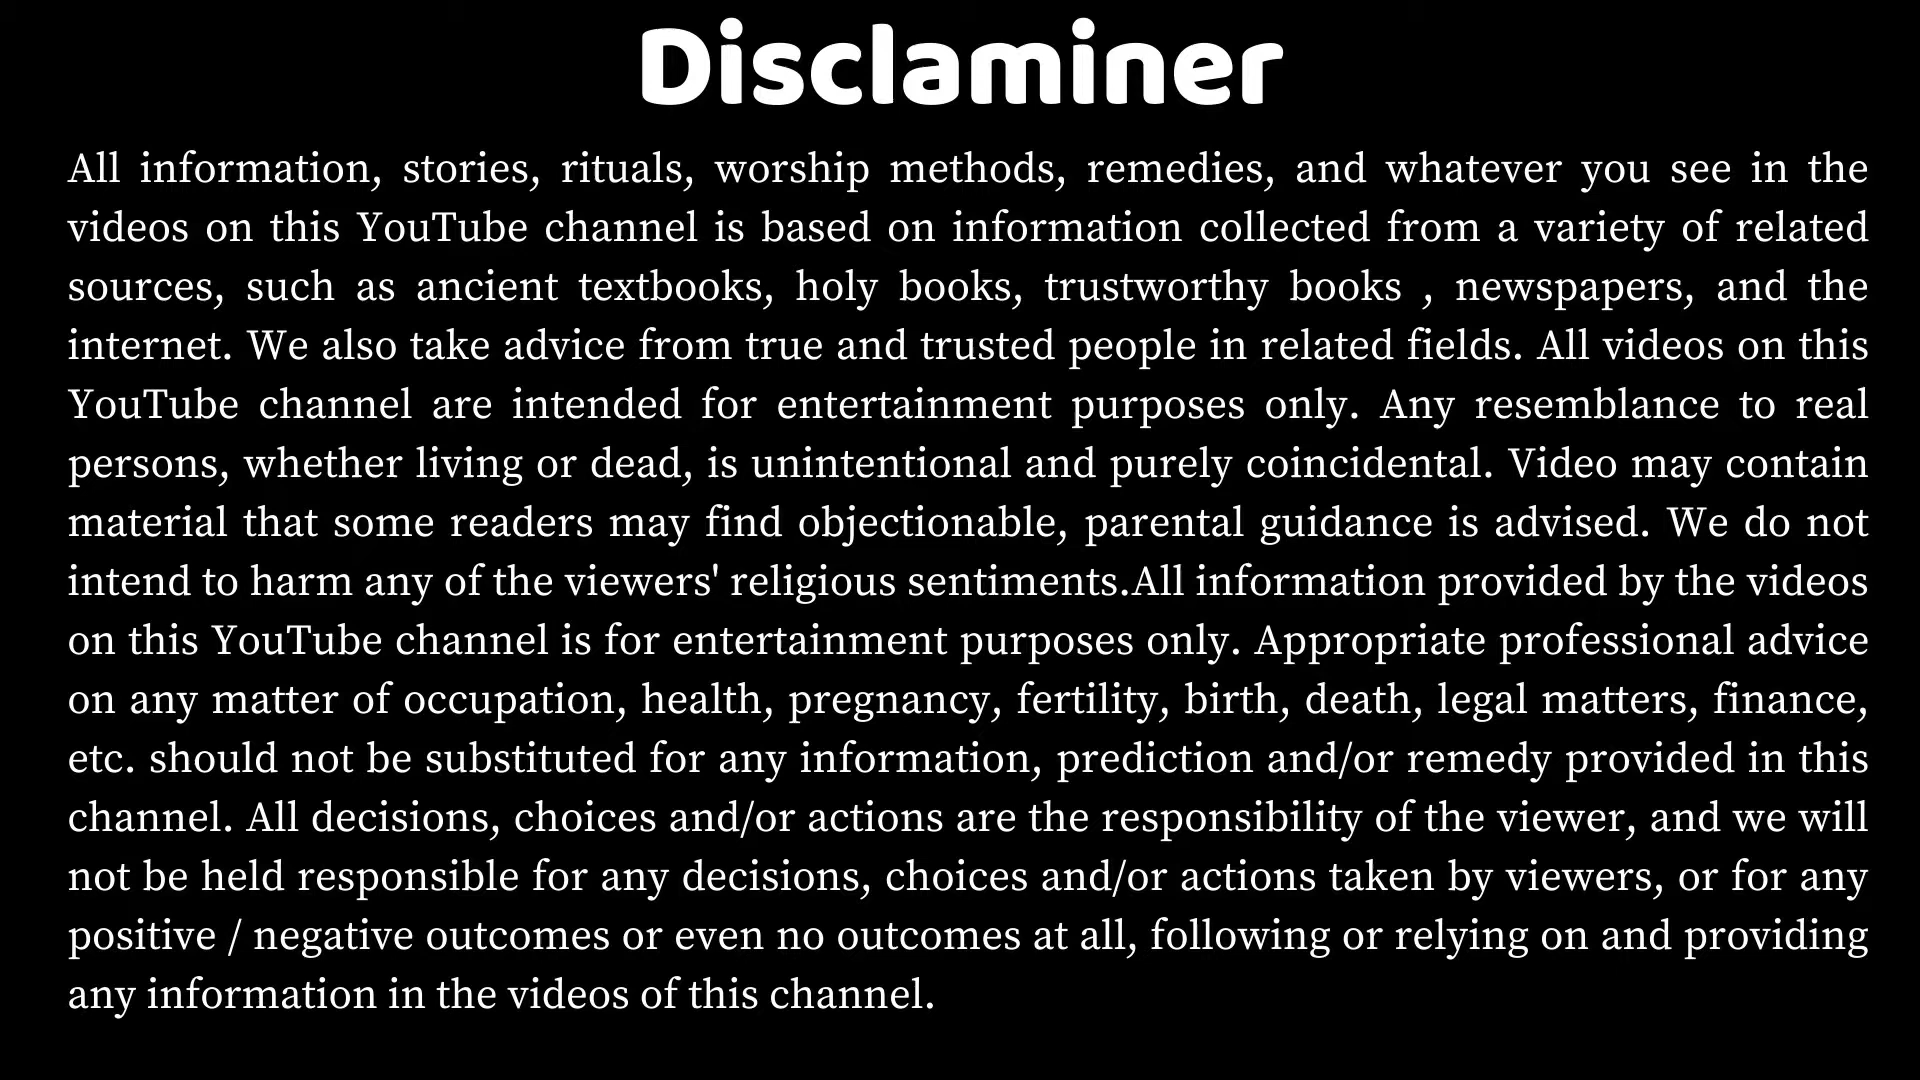 Disclaminer
All information, stories, rituals, worship methods, remedies, and whatever you see in the
videos on this YouTube channel is based on information collected from a variety of related
sources, such as ancient textbooks, holy books, trustworthy books , newspapers, and the
internet. We also take advice from true and trusted people in related fields. All videos on this
YouTube channel are intended for entertainment purposes only. Any resemblance to real
persons, whether living or dead, is unintentional and purely coincidental. Video may contain
material that some readers may find objectionable, parental guidance is advised. We do not
intend to harm any of the viewers' religious sentiments.All information provided by the videos
on this YouTube channel is for entertainment purposes only. Appropriate professional advice
on any matter of occupation, health, pregnancy, fertility, birth, death, legal matters, finance,
etc. should not be substituted for any information, prediction and/or remedy provided in this
channel. All decisions, choices and/or actions are the responsibility of the viewer, and we will
not be held responsible for any decisions, choices and/or actions taken by viewers, or for any
positive / negative outcomes or even no outcomes at all, following or relying on and providing
any information in the videos of this channel.